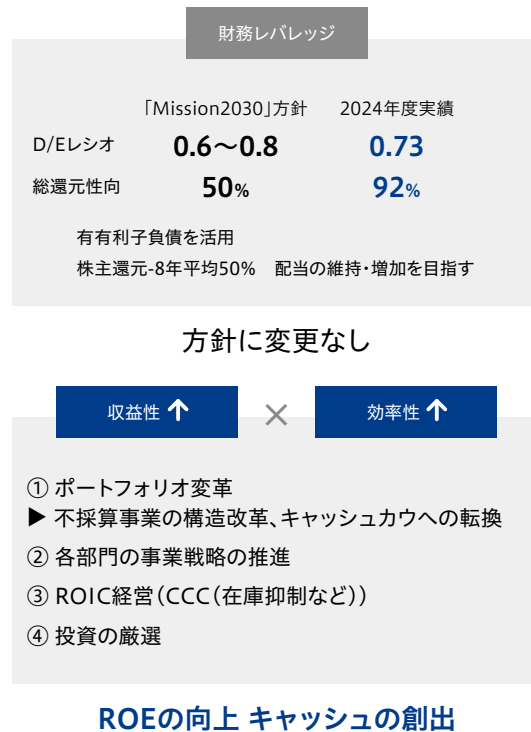 財務レバレッジ
「Mission2030」方針 2024年度実績
D/Eレシオ 0.6～0.8 0.73
総還元性向 50% 92%
有有利子負債を活用
株主還元-8年平均50% 配当の維持・増加を目指す
方針に変更なし
収益性 ↑ × 効率性 ↑
① ポートフォリオ変革
▶ 不採算事業の構造改革、キャッシュカウへの転換
② 各部門の事業戦略の推進
③ ROIC経営（CCC（在庫抑制など））
④ 投資の厳選
ROEの向上 キャッシュの創出